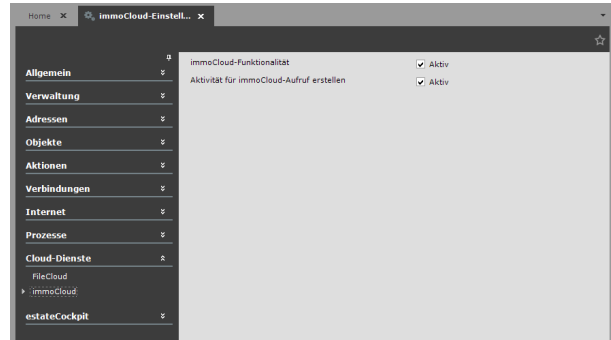 Home
immoCloud-Einstell...
Allgemein
Verwaltung
Adressen
Objekte
Aktionen
Verbindungen
Internet
Prozesse
Cloud-Dienste
FileCloud
immoCloud
estateCockpit
immoCloud-Funktionalität Aktiv
Aktivität für immoCloud-Aufruf erstellen Aktiv